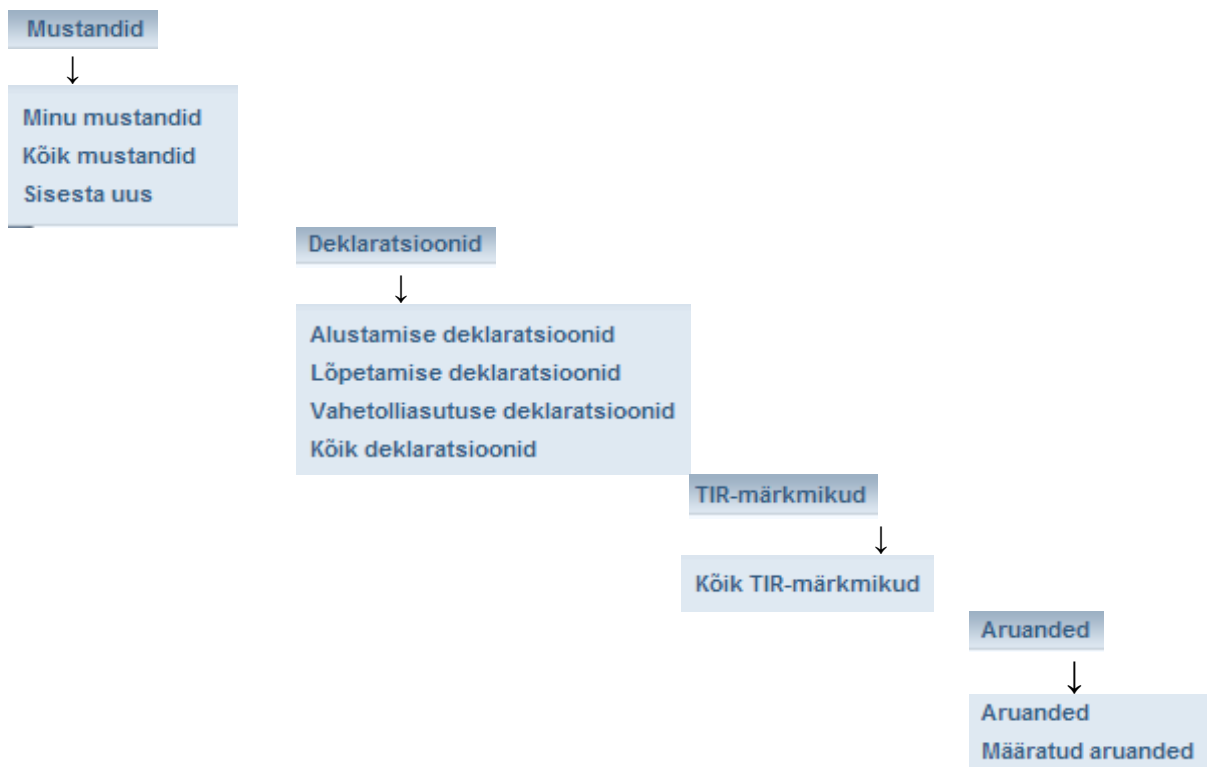 Mustandid
Minu mustandid
Kõik mustandid
Sisesta uus
Deklaratsioonid
Alustamise deklaratsioonid
Lõpetamise deklaratsioonid
Vahetolliasutuse deklaratsioonid
Kõik deklaratsioonid
TIR-märkmikud
Kõik TIR-märkmikud
Aruanded
Aruanded
Määratud aruanded